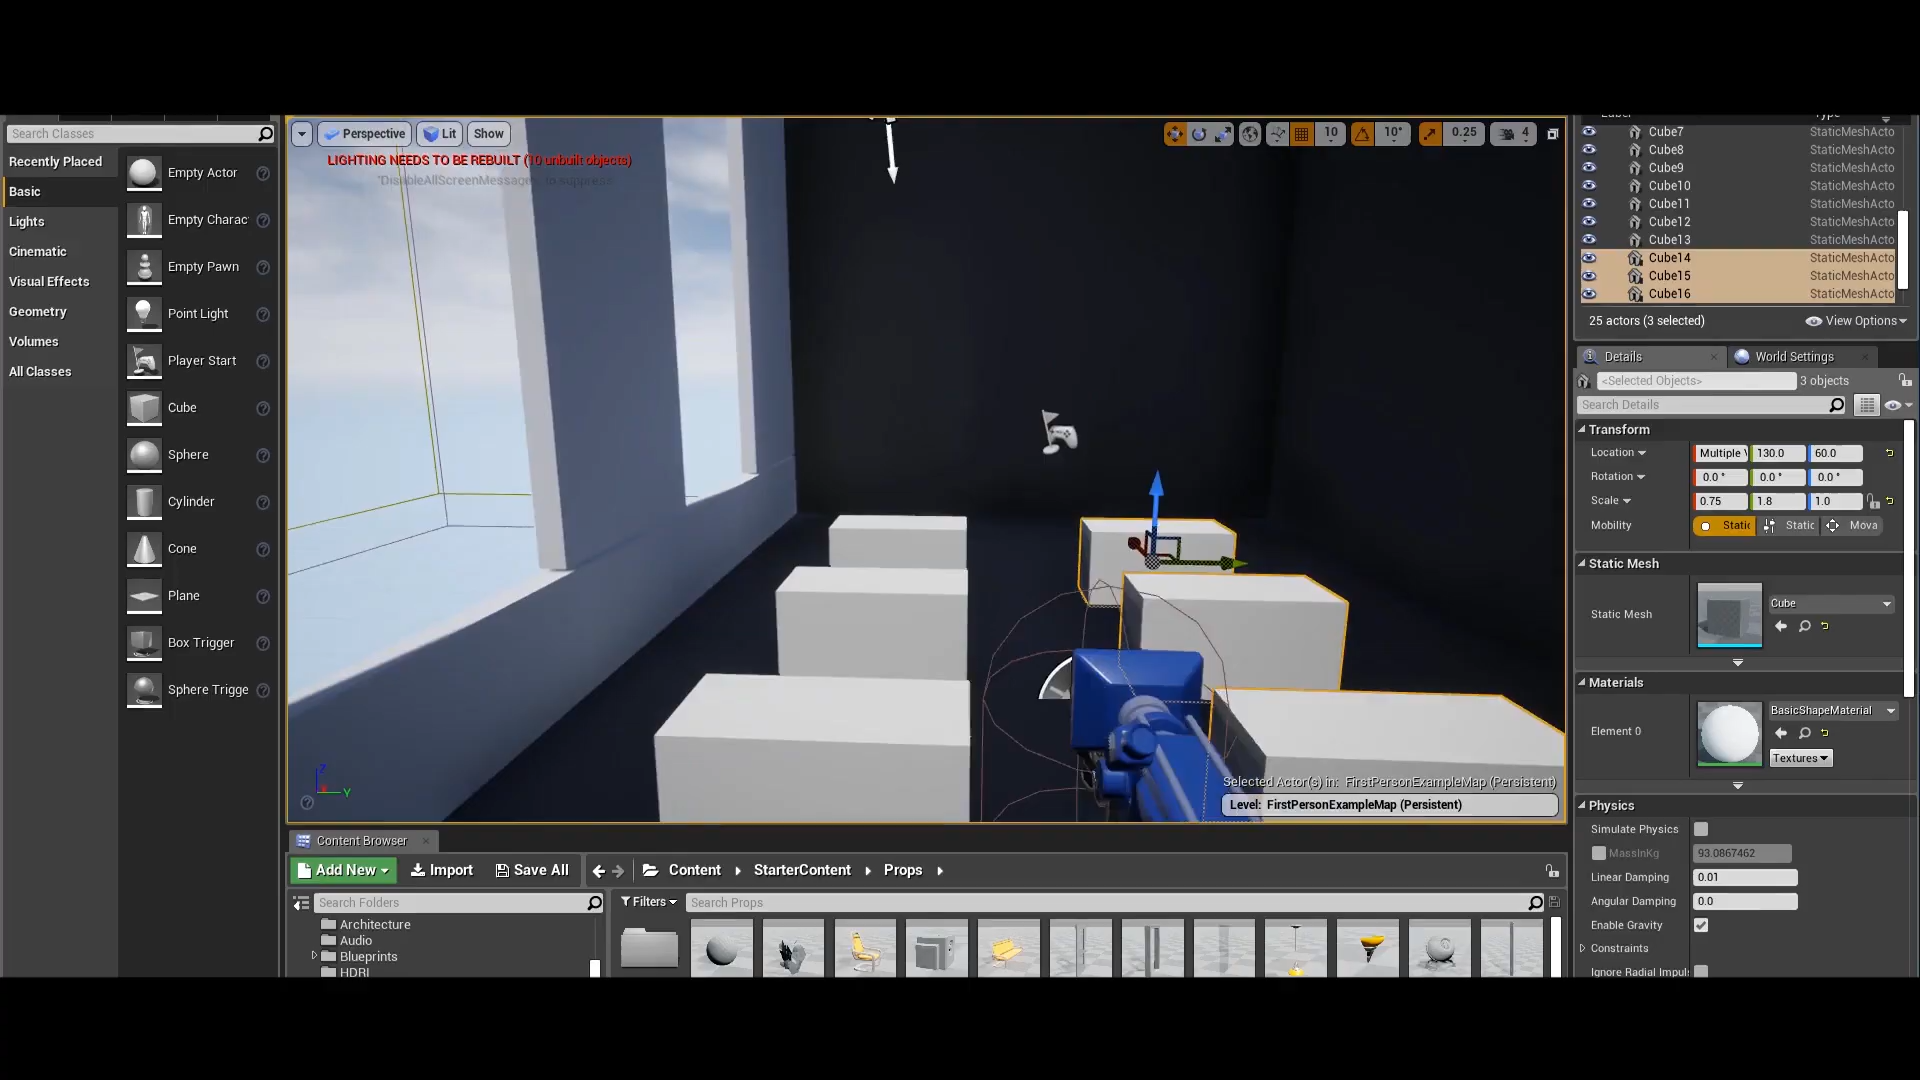 Search Classes
Recently Placed
Basic
Lights
Cinematic
Visual Effects
Geometry
Volumes
All Classes
Empty Actor
Empty Charac
Empty Pawn
Point Light
Player Start
Cube
Sphere
Cylinder
Cone
Plane
Box Trigger
Sphere Trigge
Perspective
Lit
Show
10
10°
0.25
4
LIGHTING NEEDS TO BE REBUILT (10 unbuilt objects)
'DisableAllScreenMessages' to suppress
Z
Y
Selected Actor(s) in: FirstPersonExampleMap (Persistent)
Level: FirstPersonExampleMap (Persistent)
Cube7 StaticMeshActo
Cube8 StaticMeshActo
Cube9 StaticMeshActo
Cube10 StaticMeshActo
Cube11 StaticMeshActo
Cube12 StaticMeshActo
Cube13 StaticMeshActo
Cube14 StaticMeshActo
Cube15 StaticMeshActo
Cube16 StaticMeshActo
25 actors (3 selected)
View Options
Details
World Settings
<Selected Objects>
3 objects
Search Details
Transform
Location Multiple 130.0 60.0
Rotation 0.0 ° 0.0 ° 0.0 °
Scale 0.75 1.8 1.0
Mobility Static Static Mova
Static Mesh
Static Mesh
Cube
Materials
Element 0
BasicShapeMaterial
Textures
Physics
Simulate Physics
MassInKg 93.0867462
Linear Damping 0.01
Angular Damping 0.0
Enable Gravity
Constraints
Ignore Radial Impul
Content Browser
Add New
Import
Save All
Content
StarterContent
Props
Search Folders
Filters
Search Props
Architecture
Audio
Blueprints
HDRI